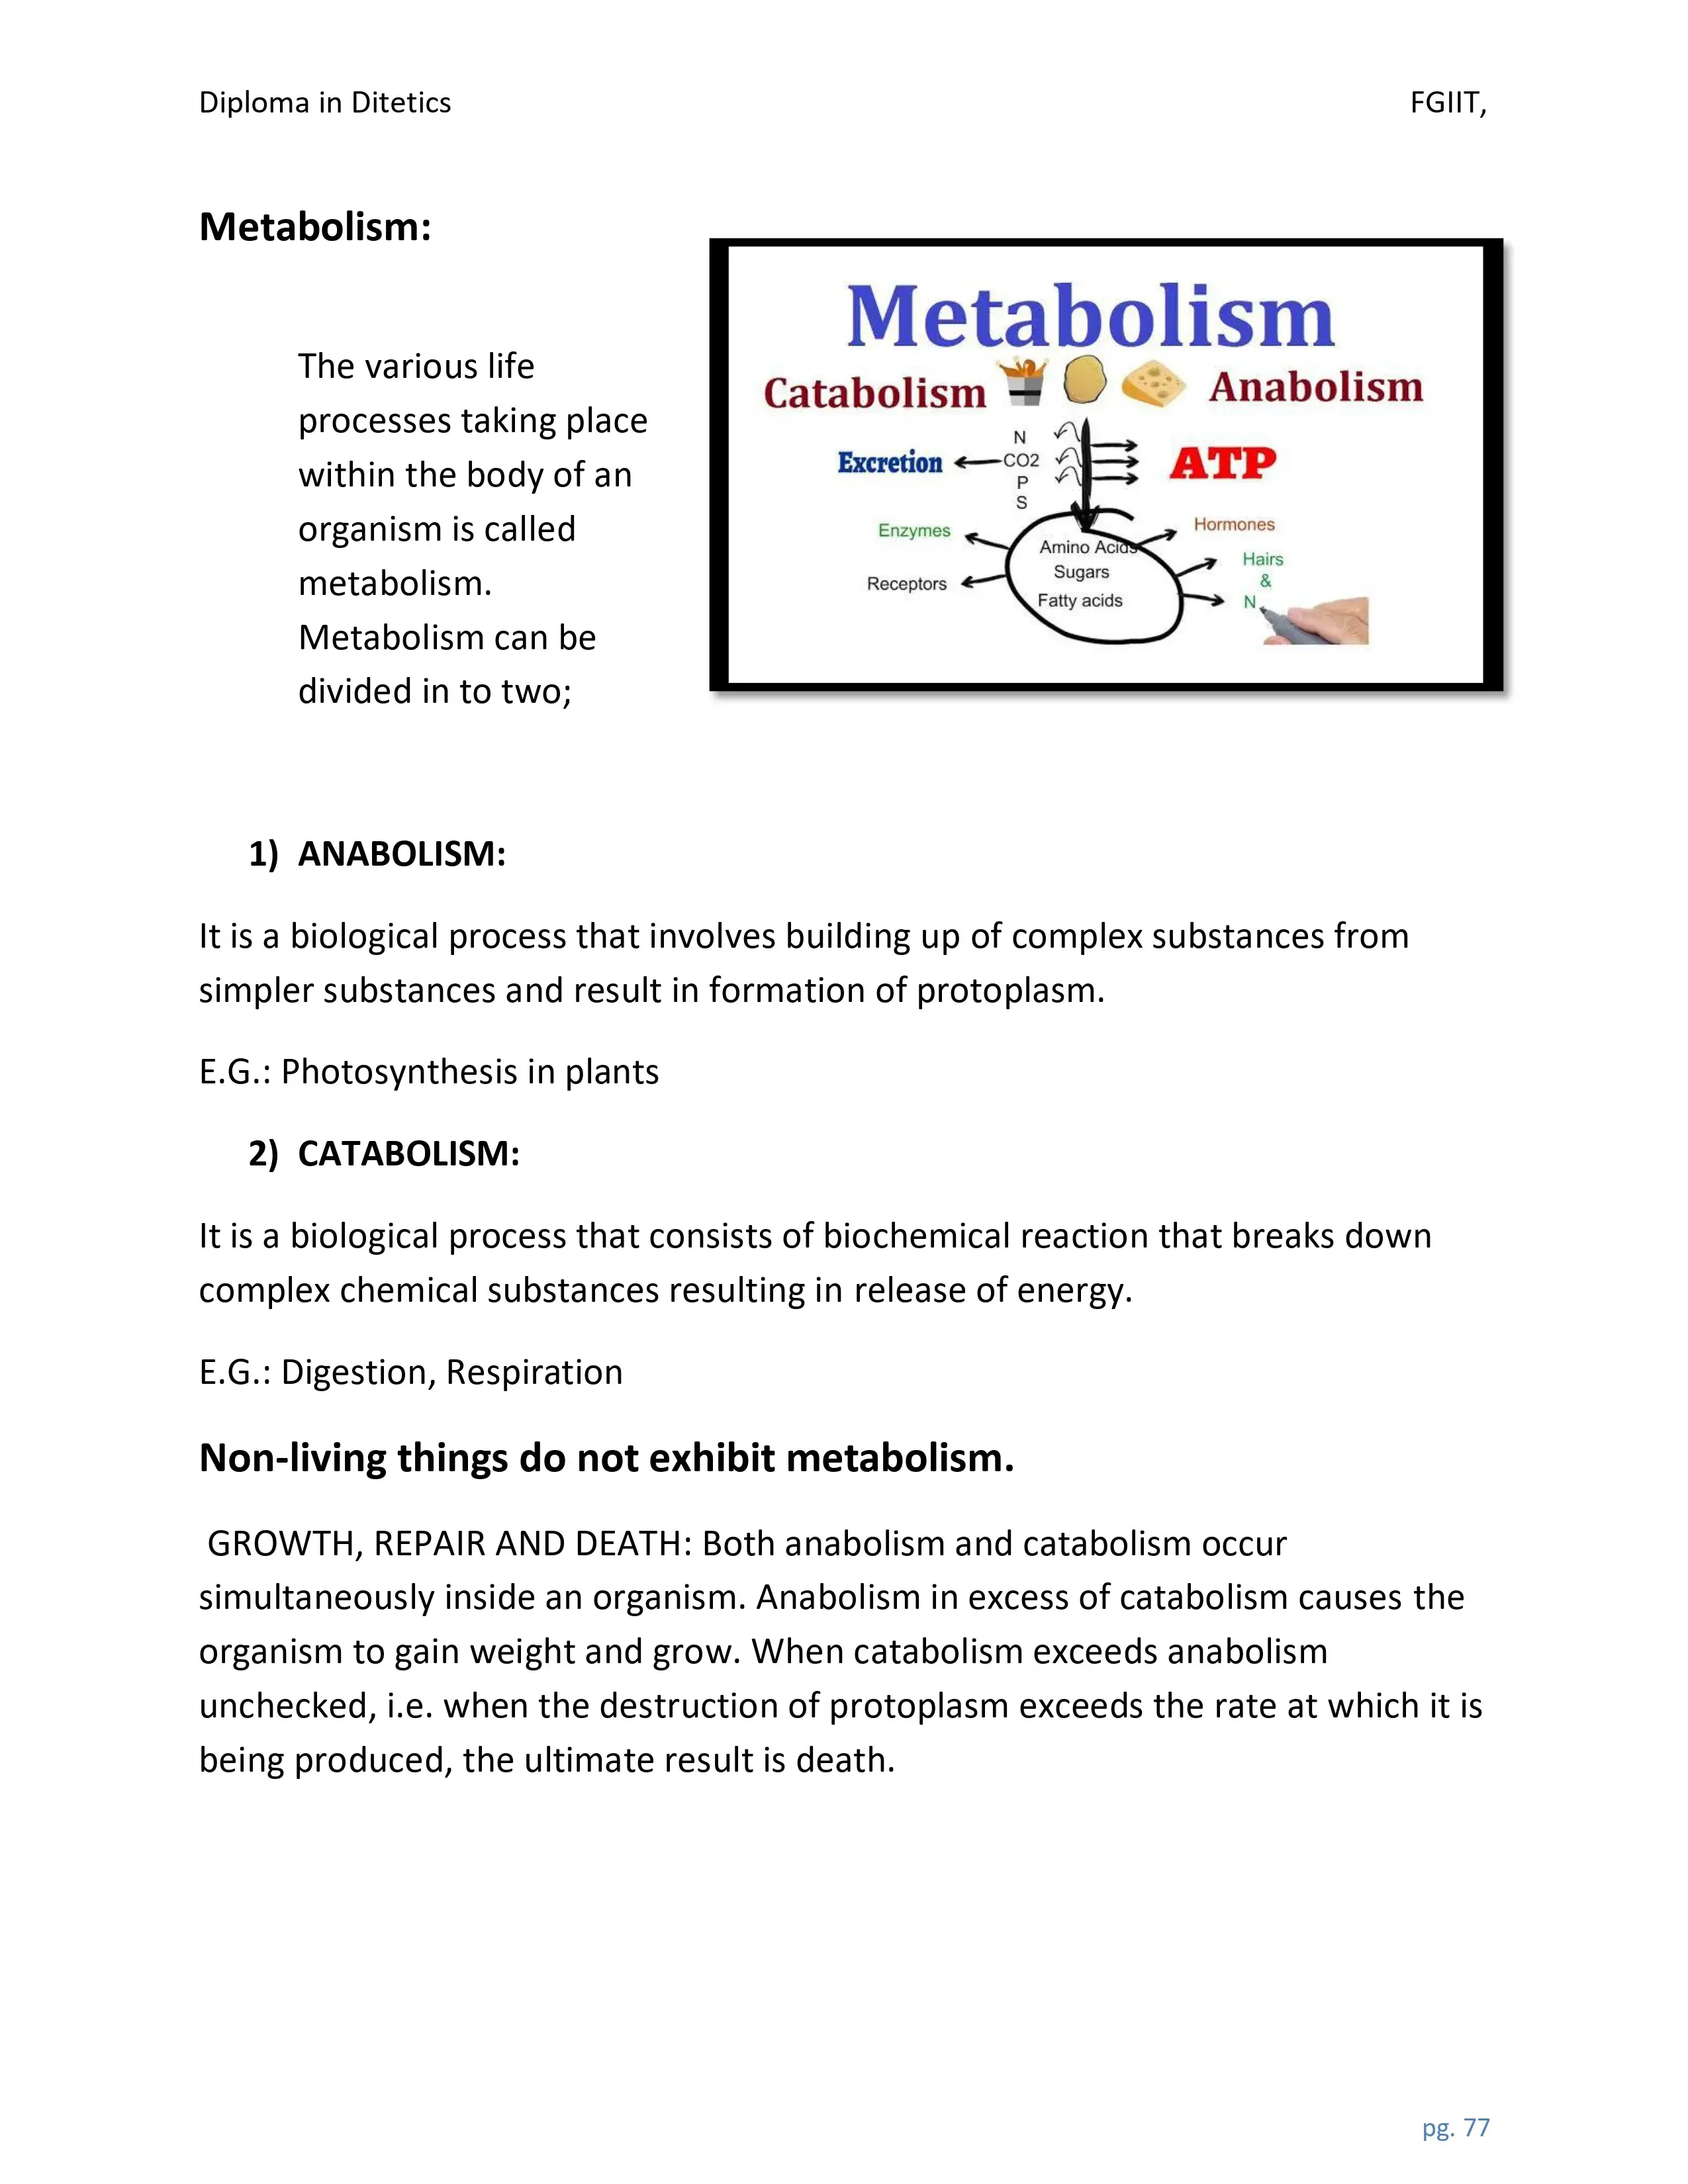 Diploma in Ditetics FGIIT,
Metabolism:
The various life
processes taking place
within the body of an
organism is called
metabolism.
Metabolism can be
divided in to two;
Metabolism
Catabolism Anabolism
N
Excretion CO2 ATP
P
S
Enzymes Hormones
Amino Acids
Hairs
Sugars
&
Receptors
Fatty acids N
1) ANABOLISM:
It is a biological process that involves building up of complex substances from
simpler substances and result in formation of protoplasm.
E.G.: Photosynthesis in plants
2) CATABOLISM:
It is a biological process that consists of biochemical reaction that breaks down
complex chemical substances resulting in release of energy.
E.G.: Digestion, Respiration
Non-living things do not exhibit metabolism.
GROWTH, REPAIR AND DEATH: Both anabolism and catabolism occur
simultaneously inside an organism. Anabolism in excess of catabolism causes the
organism to gain weight and grow. When catabolism exceeds anabolism
unchecked, i.e. when the destruction of protoplasm exceeds the rate at which it is
being produced, the ultimate result is death.
pg. 77